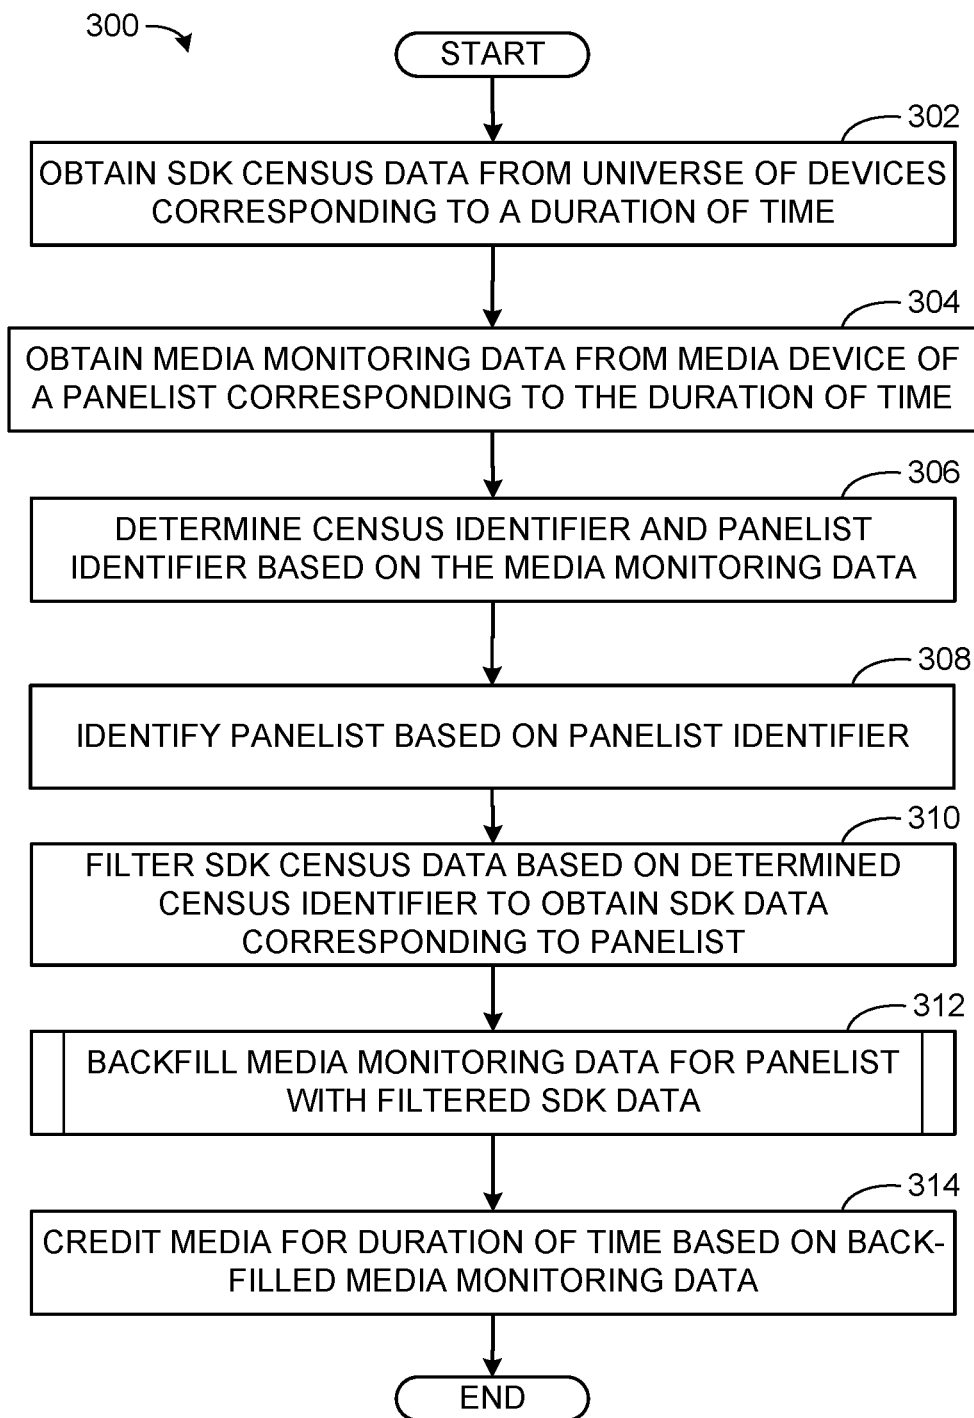 300
START
302
OBTAIN SDK CENSUS DATA FROM UNIVERSE OF DEVICES
CORRESPONDING TO A DURATION OF TIME
304
OBTAIN MEDIA MONITORING DATA FROM MEDIA DEVICE OF
A PANELIST CORRESPONDING TO THE DURATION OF TIME
306
DETERMINE CENSUS IDENTIFIER AND PANELIST
IDENTIFIER BASED ON THE MEDIA MONITORING DATA
308
IDENTIFY PANELIST BASED ON PANELIST IDENTIFIER
310
FILTER SDK CENSUS DATA BASED ON DETERMINED
CENSUS IDENTIFIER TO OBTAIN SDK DATA
CORRESPONDING TO PANELIST
312
BACKFILL MEDIA MONITORING DATA FOR PANELIST
WITH FILTERED SDK DATA
314
CREDIT MEDIA FOR DURATION OF TIME BASED ON BACK-
FILLED MEDIA MONITORING DATA
END